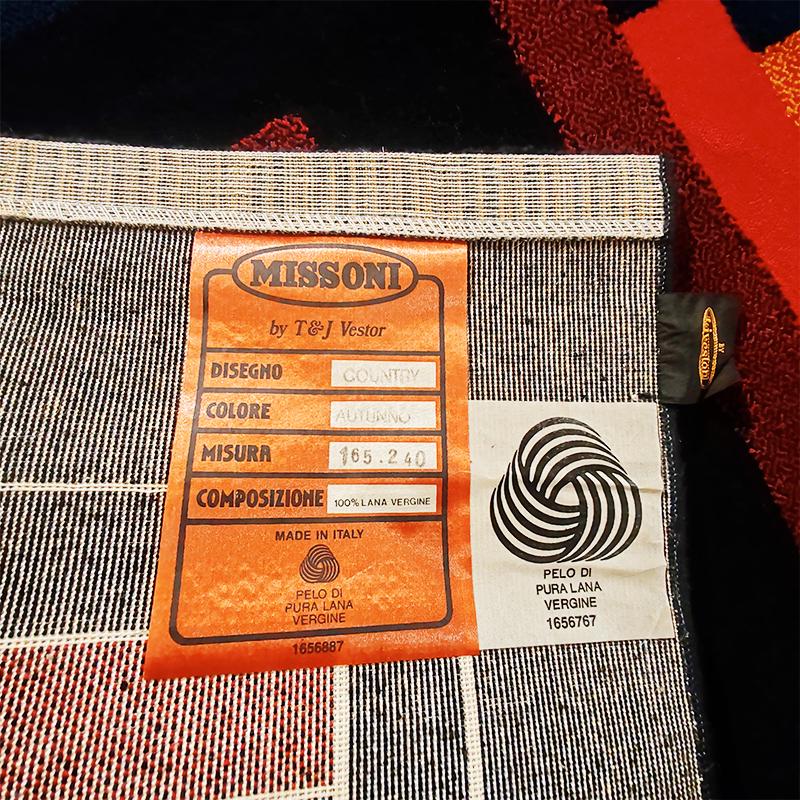 MISSONI
by T&J Vestor
DISEGNO COUNTRY
COLORE AUTUNNO
MISURA 165.240
COMPOSIZIONE 100% LANA VERGINE
MADE IN ITALY
PELO DI
PURA LANA
VERGINE
1656887
PELO DI
PURA LANA
VERGINE
1656767
BY